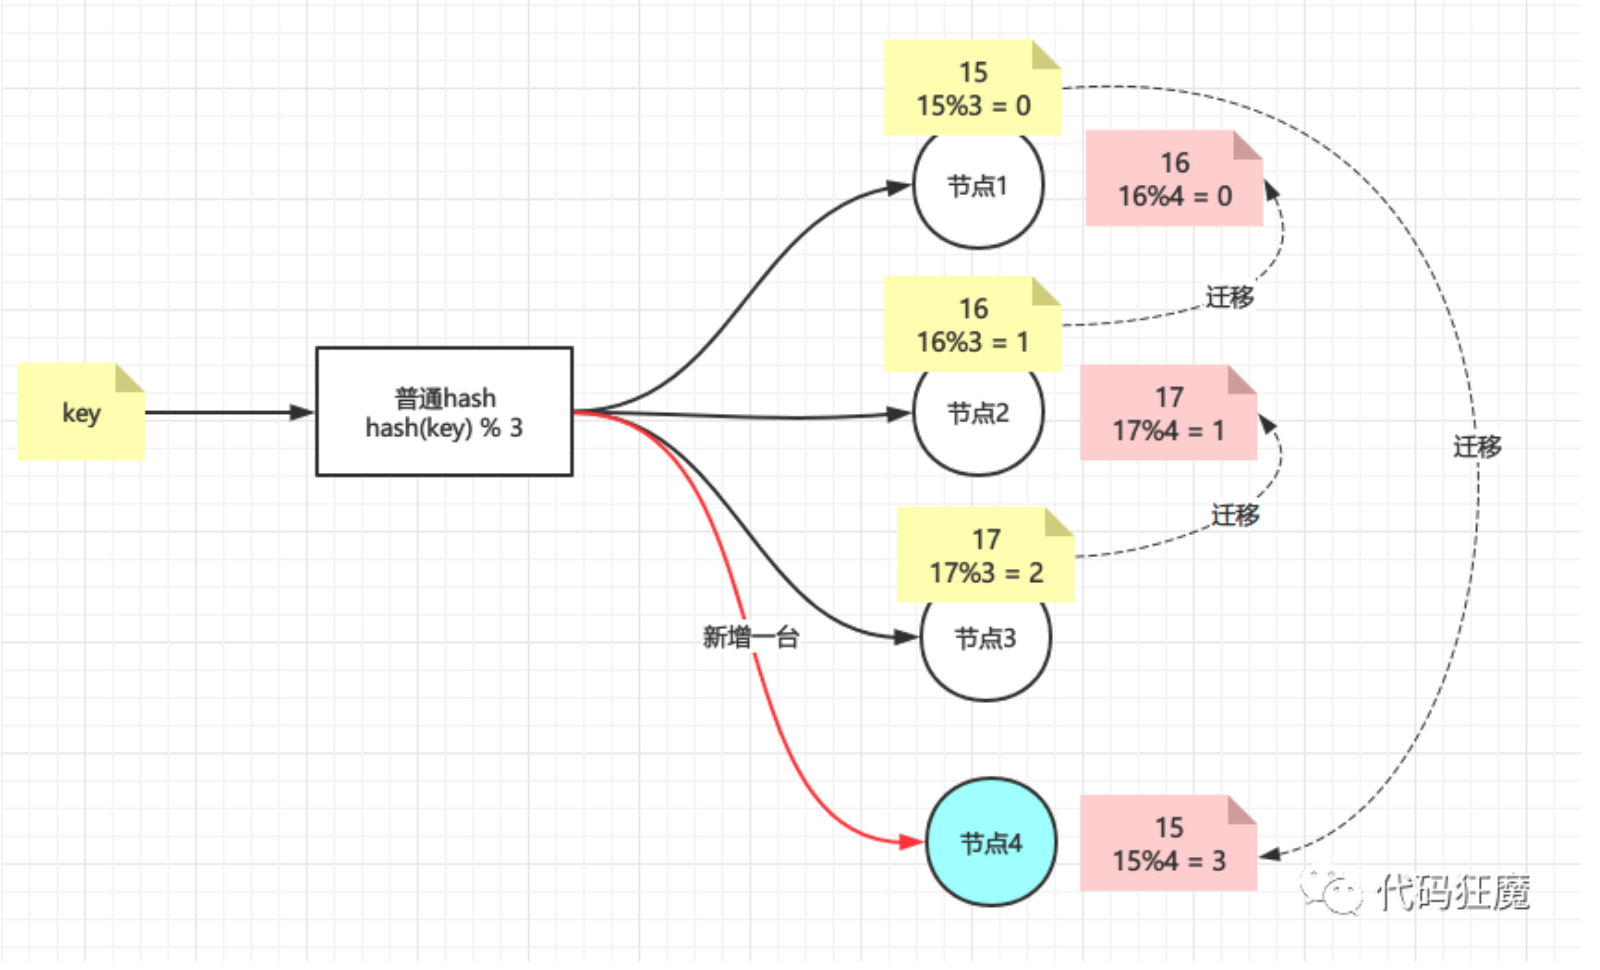 15
15%3 = 0
节点1
16
16%4 = 0
迁移
16
16%3 = 1
key
普通hash
hash(key) % 3
节点2
17
17%4 = 1
迁移
迁移
17
17%3 = 2
节点3
新增一台
节点4
15
15%4 = 3
代码狂魔